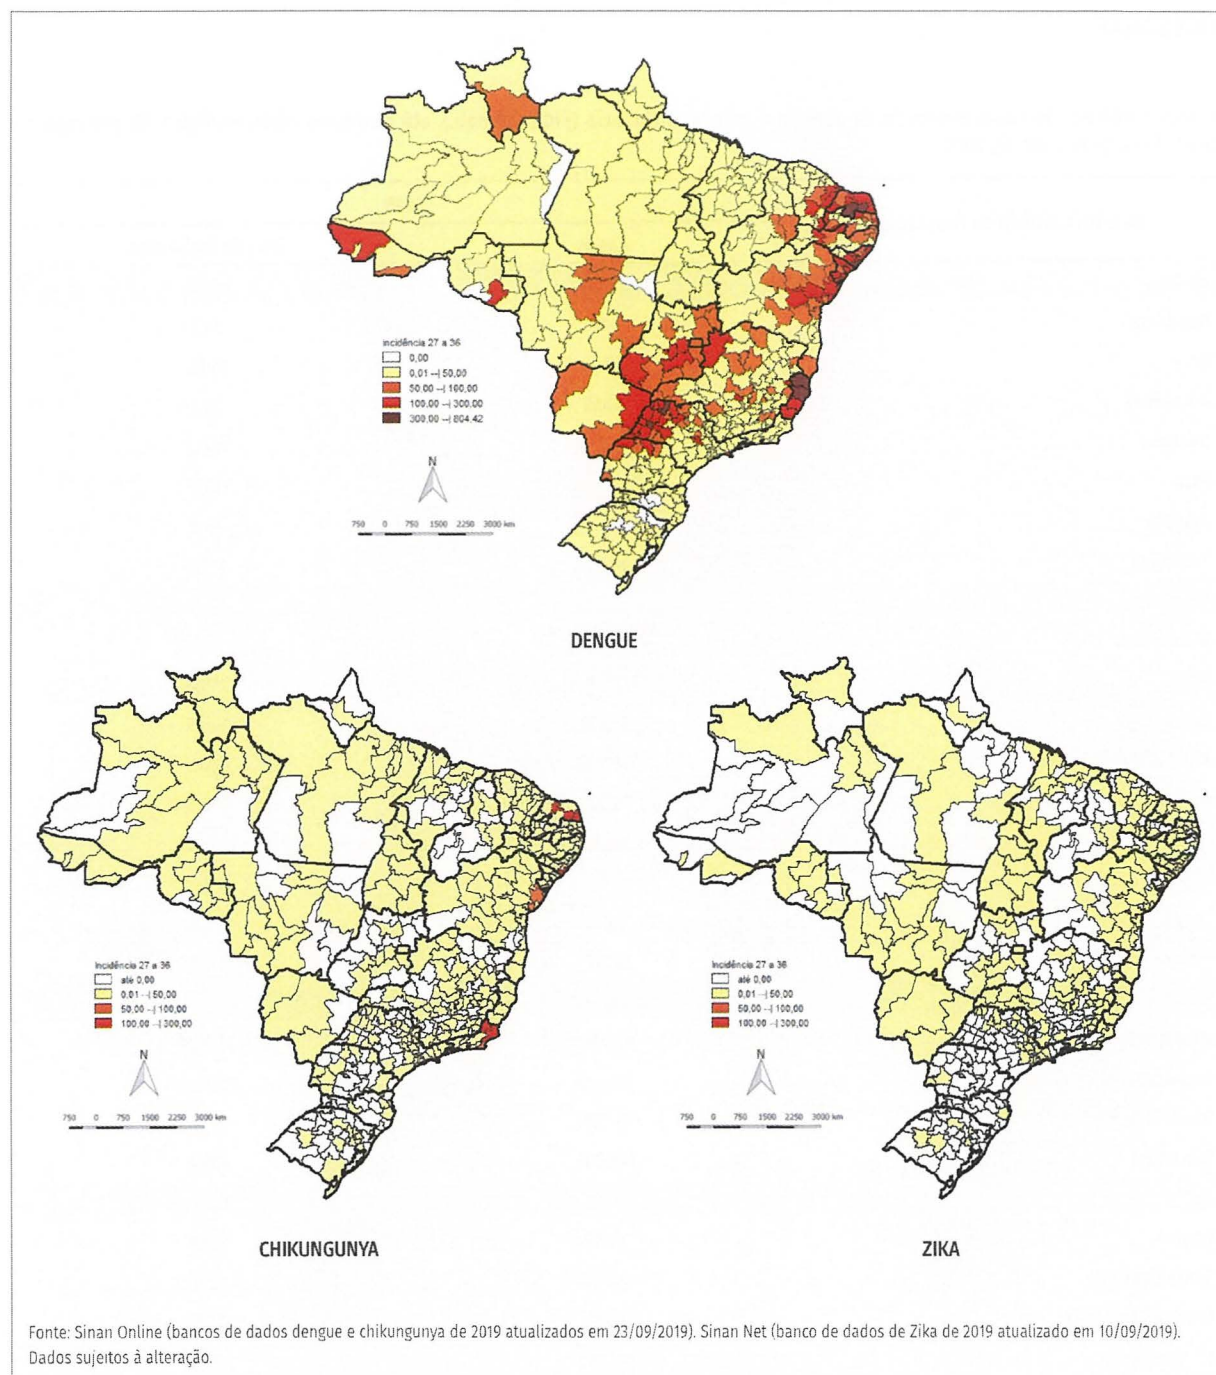 Incidência 27 a 36
0,00
0,01 --| 50,00
50,00 --| 100,00
100,00 --| 300,00
300,00 --| 804,42
N
750 0 750 1500 2250 3000 km
DENGUE
Incidência 27 a 36
até 0,00
0,01 --| 50,00
50,00 --| 100,00
100,00 --| 300,00
N
750 0 750 1500 2250 3000 km
CHIKUNGUNYA
Incidência 27 a 36
até 0,00
0,01 --| 50,00
50,00 --| 100,00
100,00 --| 300,00
N
750 0 750 1500 2250 3000 km
ZIKA
Fonte: Sinan Online (bancos de dados dengue e chikungunya de 2019 atualizados em 23/09/2019). Sinan Net (banco de dados de Zika de 2019 atualizado em 10/09/2019).
Dados sujeitos à alteração.